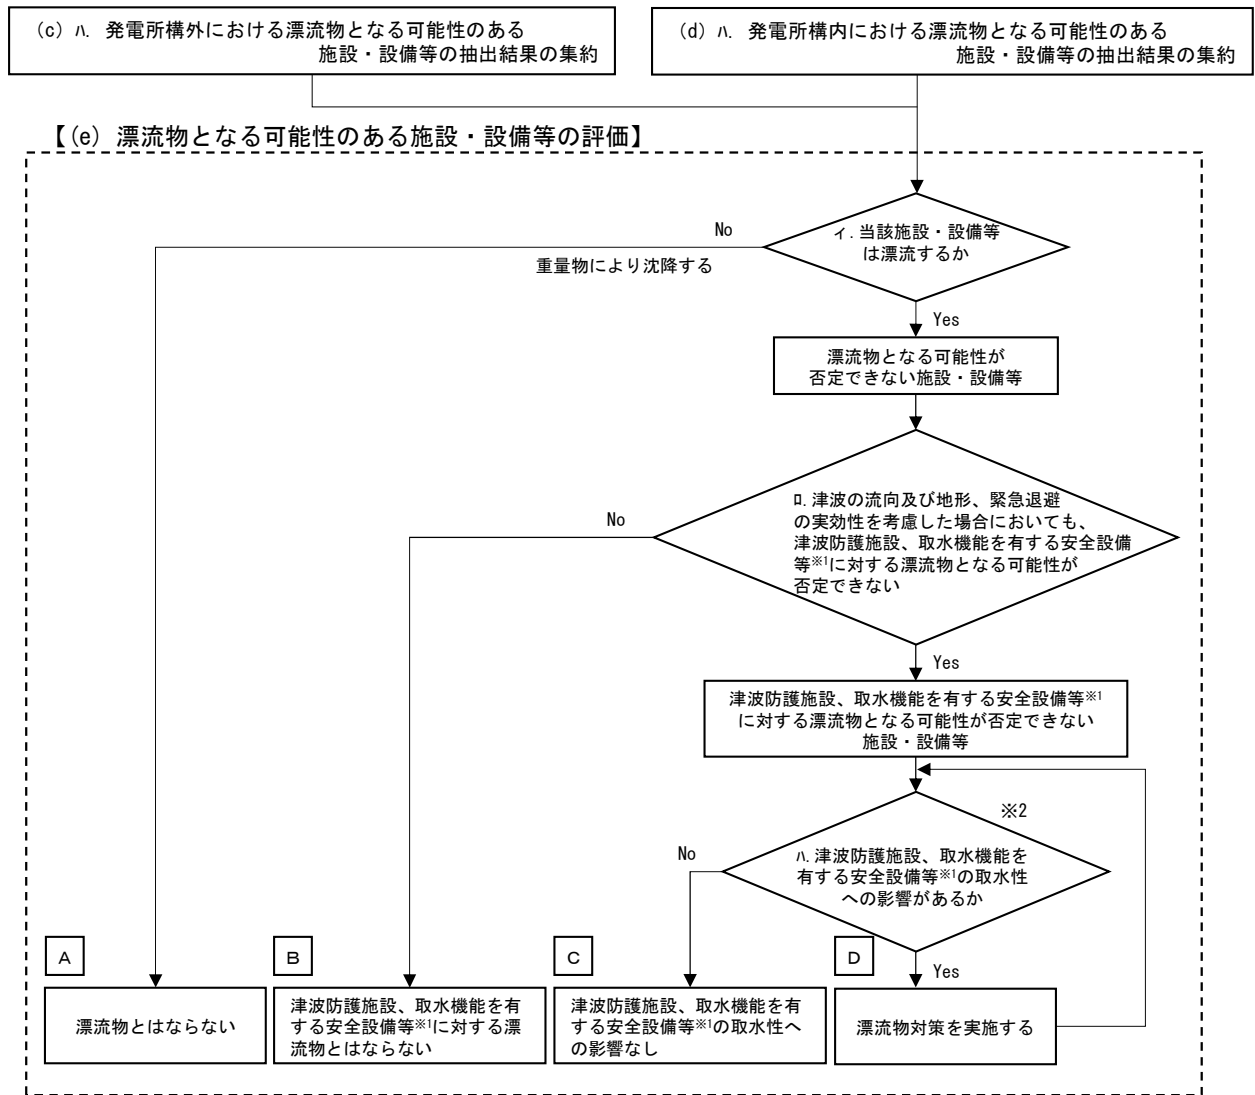 (c) ハ. 発電所構外における漂流物となる可能性のある
施設・設備等の抽出結果の集約
(d) ハ. 発電所構内における漂流物となる可能性のある
施設・設備等の抽出結果の集約
【(e) 漂流物となる可能性のある施設・設備等の評価】
イ. 当該施設・設備等
は漂流するか
No
重量物により沈降する
Yes
漂流物となる可能性が
否定できない施設・設備等
ロ. 津波の流向及び地形、緊急退避
の実効性を考慮した場合においても、
津波防護施設、取水機能を有する安全設備
等※1に対する漂流物となる可能性が
否定できない
No
Yes
津波防護施設、取水機能を有する安全設備等※1
に対する漂流物となる可能性が否定できない
施設・設備等
※2
ハ. 津波防護施設、取水機能を
有する安全設備等※1の取水性
への影響があるか
No
Yes
A
漂流物とはならない
B
津波防護施設、取水機能を有
する安全設備等※1に対する漂
流物とはならない
C
津波防護施設、取水機能を有
する安全設備等※1の取水性へ
の影響なし
D
漂流物対策を実施する